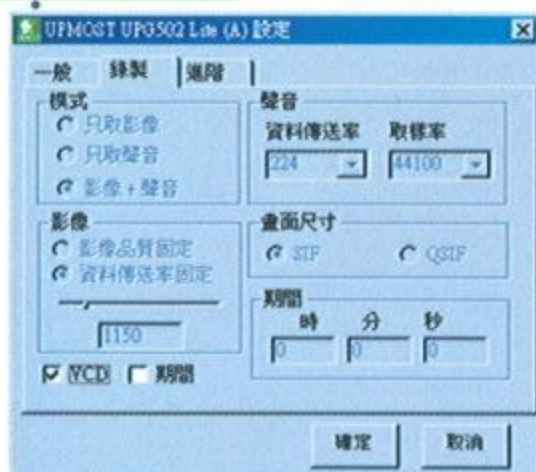 UPMOST UPG502 Lite (A) 設定
一般 錄製 進階
模式
只取影像
只取聲音
影像 + 聲音
聲音
資料傳送率 取樣率
224 44100
影像
影像品質固定
資料傳送率固定
1150
畫面尺寸
SIF QSIF
期間
時 分 秒
0 0 0
VCD 期間
確定 取消